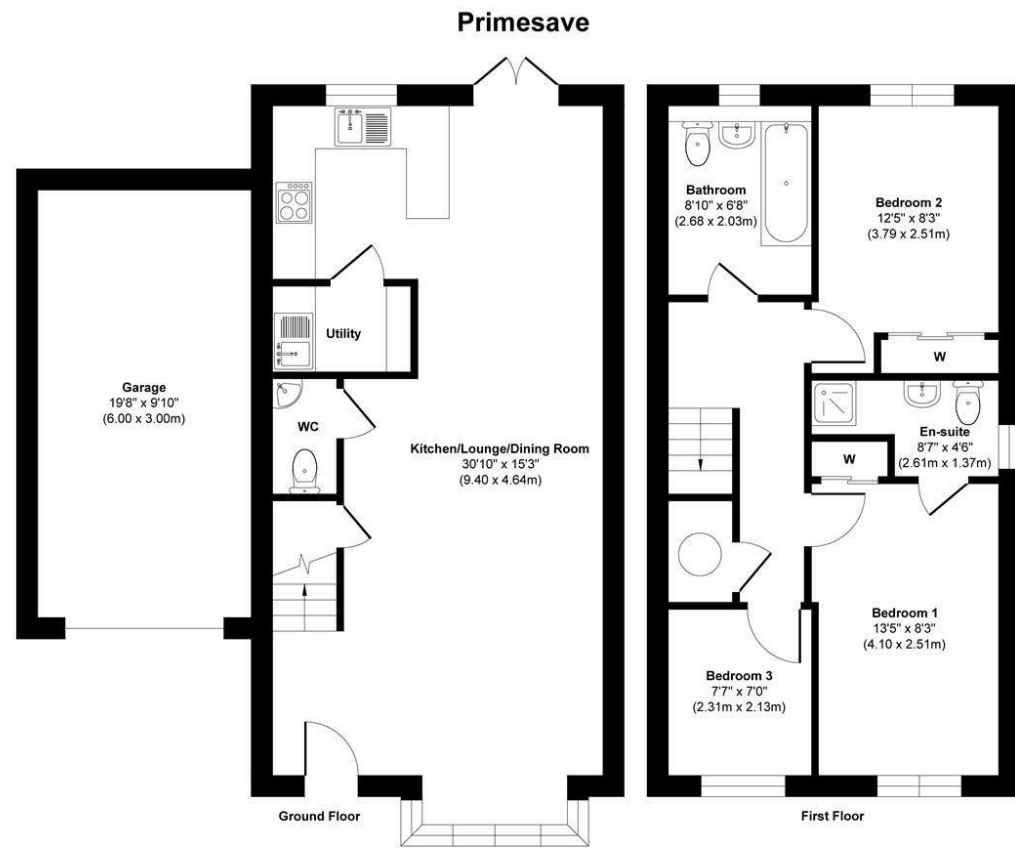 Primesave
Garage
19'8" x 9'10"
(6.00 x 3.00m)
Utility
WC
Kitchen/Lounge/Dining Room
30'10" x 15'3"
(9.40 x 4.64m)
Ground Floor
Bathroom
8'10" x 6'8"
(2.68 x 2.03m)
Bedroom 2
12'5" x 8'3"
(3.79 x 2.51m)
W
En-suite
8'7" x 4'6"
(2.61m x 1.37m)
W
Bedroom 1
13'5" x 8'3"
(4.10 x 2.51m)
Bedroom 3
7'7" x 7'0"
(2.31m x 2.13m)
First Floor